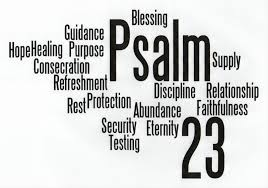 Blessing
Guidance
Psalm
Hope Healing Purpose
Supply
Consecration
Refreshment
Discipline Relationship
Rest Protection
Abundance Faithfulness
Security Eternity
Testing
23